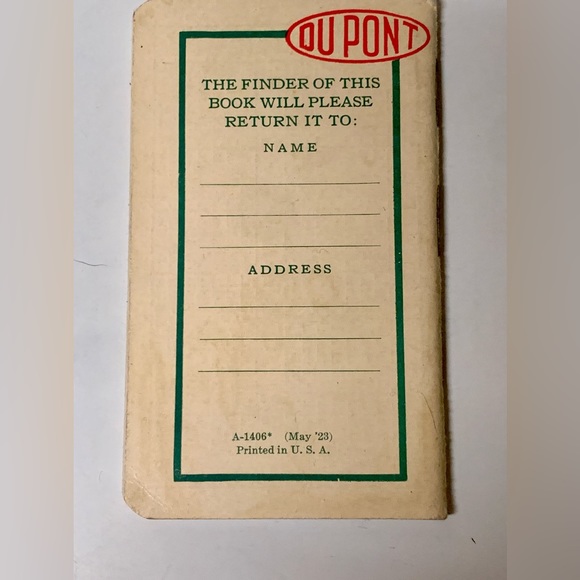 DU PONT
THE FINDER OF THIS
BOOK WILL PLEASE
RETURN IT TO:
NAME
ADDRESS
A-1406* (May '23)
Printed in U. S. A.